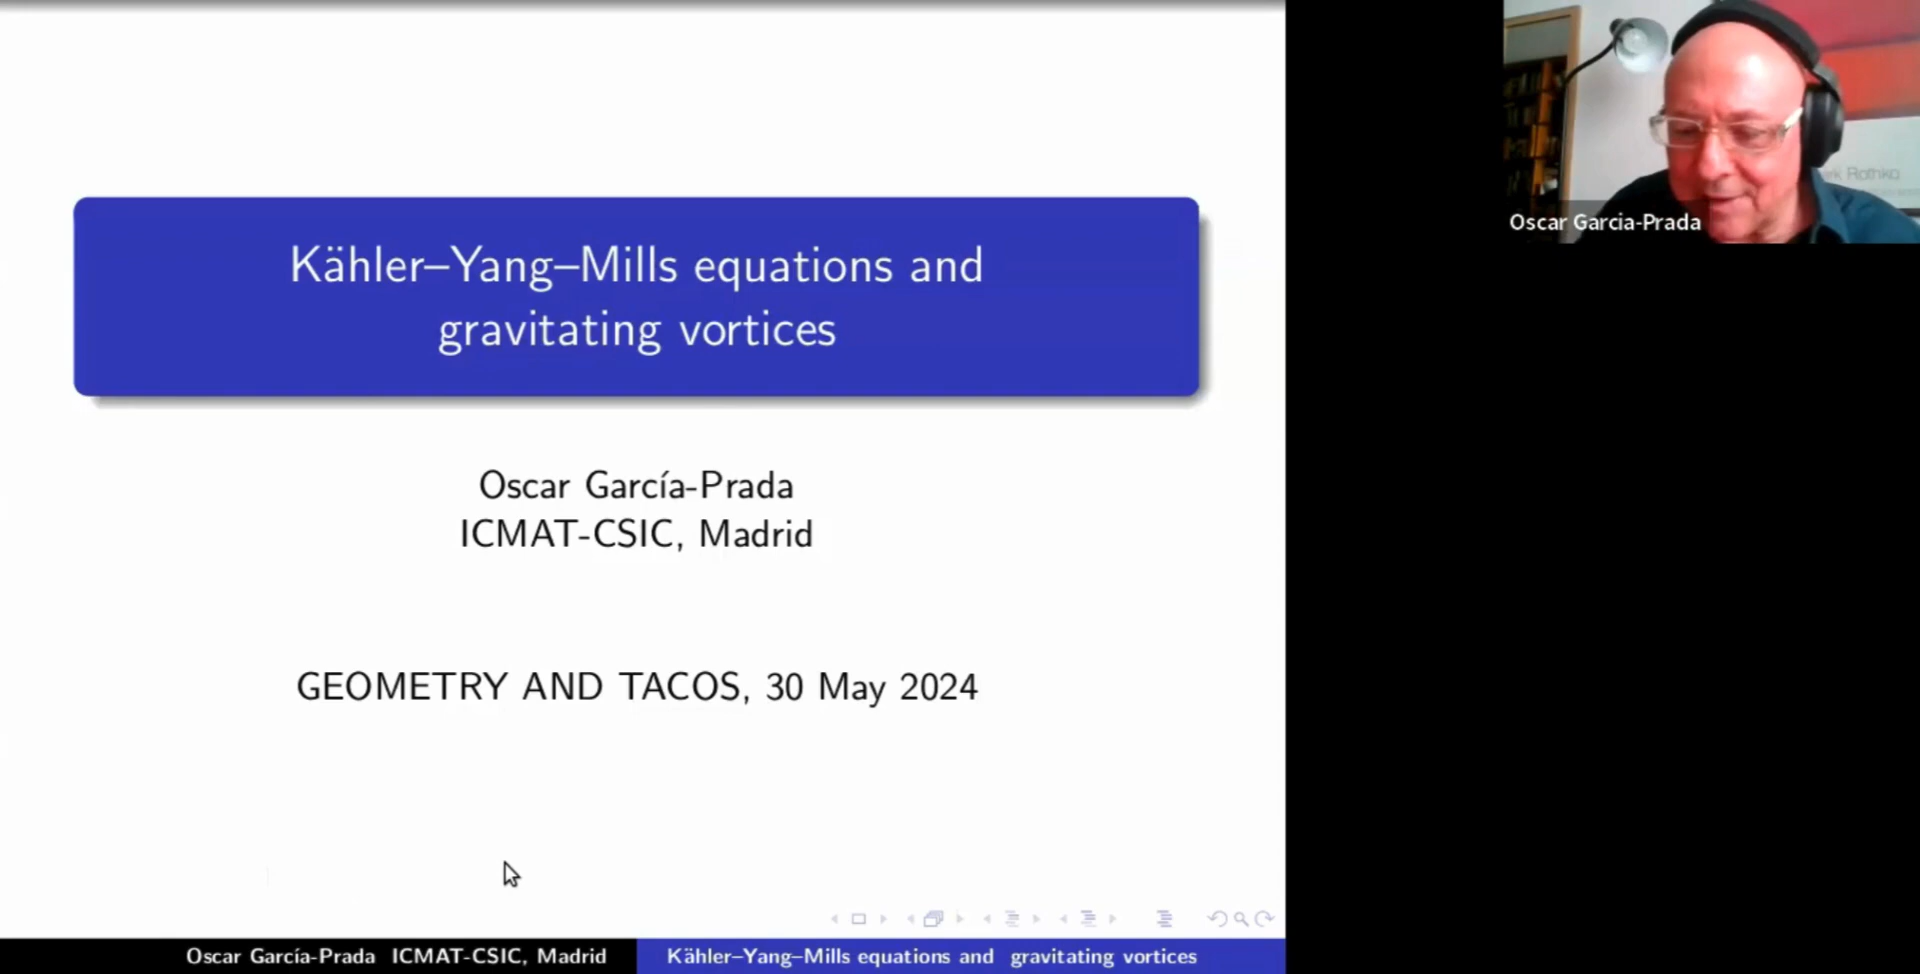 Kähler–Yang–Mills equations and
gravitating vortices
Oscar García-Prada
ICMAT-CSIC, Madrid
GEOMETRY AND TACOS, 30 May 2024
Oscar García-Prada ICMAT-CSIC, Madrid
Kähler–Yang–Mills equations and gravitating vortices
Rothko
Oscar Garcia-Prada